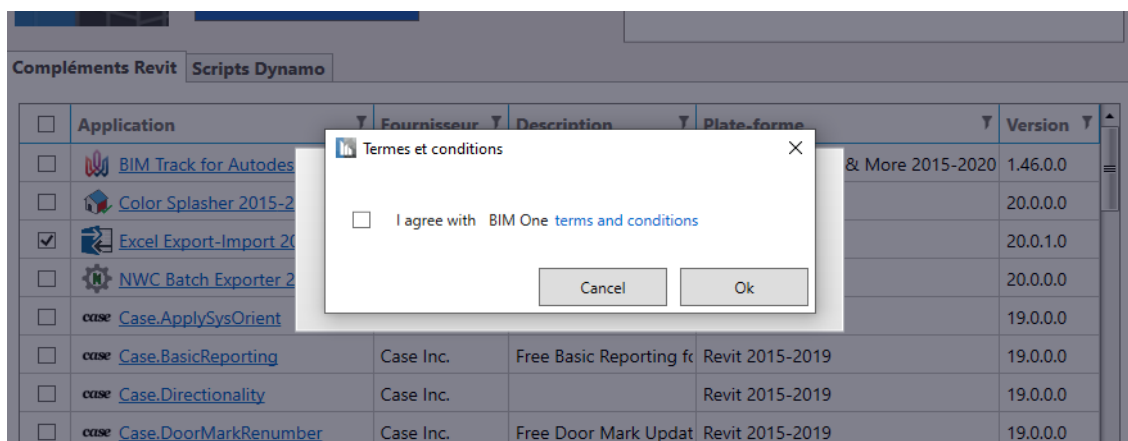 Compléments Revit Scripts Dynamo
Application Fournisseur Description Plate-forme Version
Termes et conditions
BIM Track for Autodes & More 2015-2020 1.46.0.0
Color Splasher 2015-2 20.0.0.0
I agree with BIM One terms and conditions
Excel Export-Import 20 20.0.1.0
NWC Batch Exporter 2 20.0.0.0
Cancel Ok
case Case.ApplySysOrient 19.0.0.0
case Case.BasicReporting Case Inc. Free Basic Reporting fo Revit 2015-2019 19.0.0.0
case Case.Directionality Case Inc. Revit 2015-2019 19.0.0.0
case Case.DoorMarkRenumber Case Inc. Free Door Mark Updat Revit 2015-2019 19.0.0.0